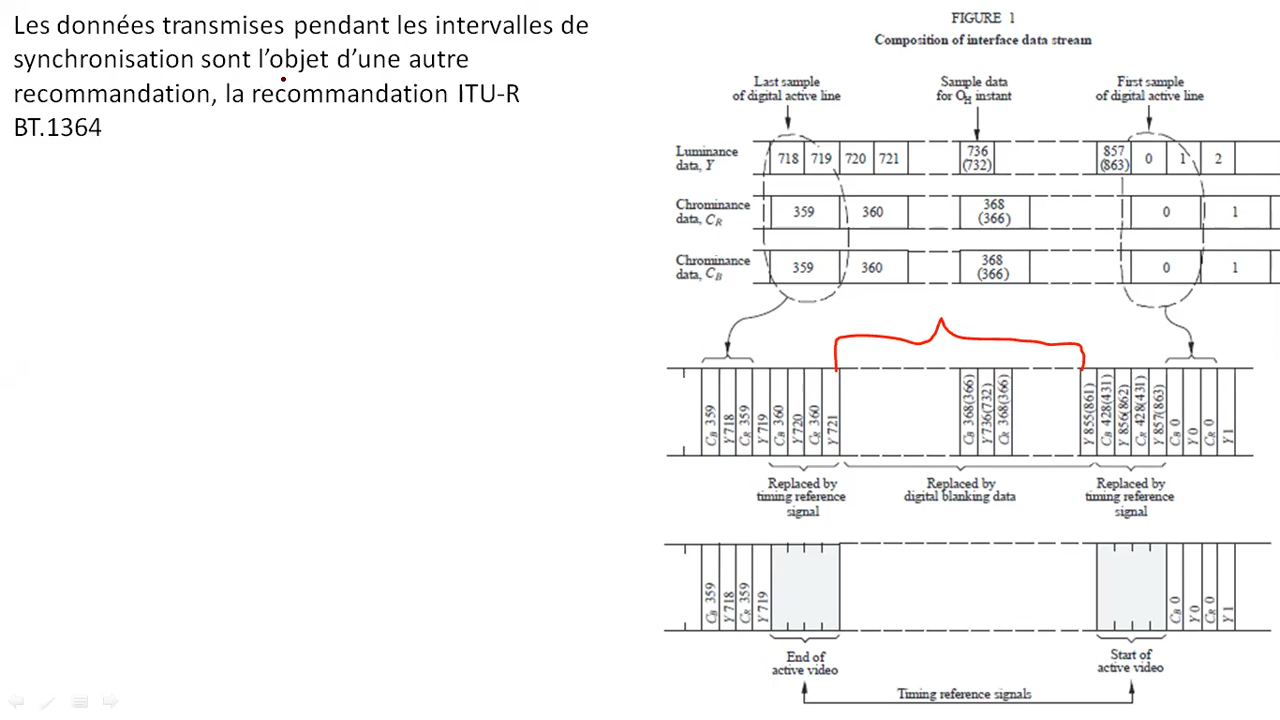 Les données transmises pendant les intervalles de
synchronisation sont l’objet d’une autre
recommandation, la recommandation ITU-R
BT.1364
FIGURE 1
Composition of interface data stream
Last sample
of digital active line
Sample data
for OH instant
First sample
of digital active line
Luminance
data, Y
718 719 720 721 736
(732)
857
(863)
0 1 2
Chrominance
data, CR
359 360 368
(366)
0 1
Chrominance
data, CB
359 360 368
(366)
0 1
CB 359
Y 718
CR 359
Y 719
CB 360
Y 720
CR 360
Y 721
CB 368(366)
Y 736(732)
CR 368(366)
Y 855(861)
CB 428(431)
Y 856(862)
CR 428(431)
Y 857(863)
CB 0
Y 0
CR 0
Y 1
Replaced by
timing reference
signal
Replaced by
digital blanking data
Replaced by
timing reference
signal
CB 359
Y 718
CR 359
Y 719
CB 0
Y 0
CR 0
Y 1
End of
active video
Start of
active video
Timing reference signals